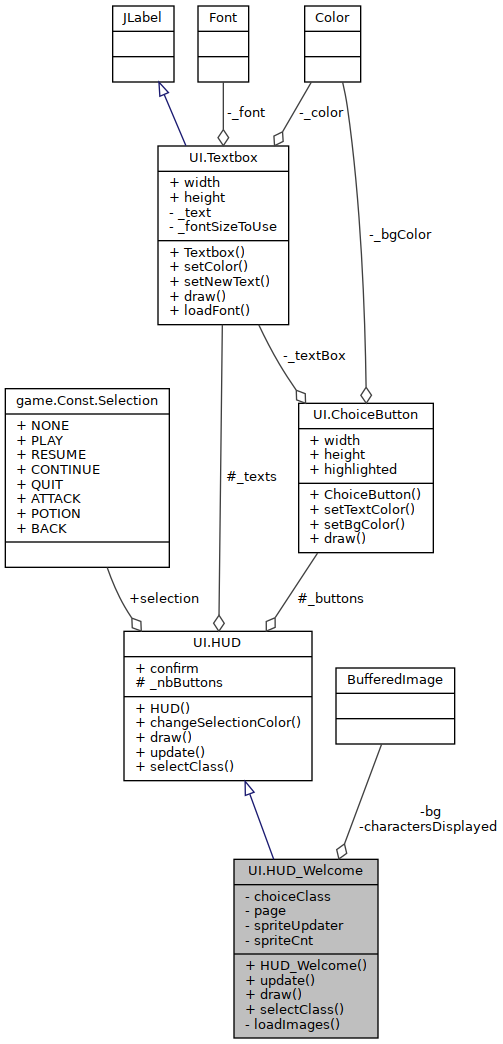 JLabel
Font
Color
-_font
-_color
UI.Textbox
+ width
+ height
- _text
- _fontSizeToUse
+ Textbox()
+ setColor()
+ setNewText()
+ draw()
+ loadFont()
-_bgColor
-_textBox
game.Const.Selection
+ NONE
+ PLAY
+ RESUME
+ CONTINUE
+ QUIT
+ ATTACK
+ POTION
+ BACK
#_texts
UI.ChoiceButton
+ width
+ height
+ highlighted
+ ChoiceButton()
+ setTextColor()
+ setBgColor()
+ draw()
+selection
#_buttons
UI.HUD
+ confirm
# _nbButtons
+ HUD()
+ changeSelectionColor()
+ draw()
+ update()
+ selectClass()
BufferedImage
-bg
-charactersDisplayed
UI.HUD_Welcome
- choiceClass
- page
- spriteUpdater
- spriteCnt
+ HUD_Welcome()
+ update()
+ draw()
+ selectClass()
- loadImages()